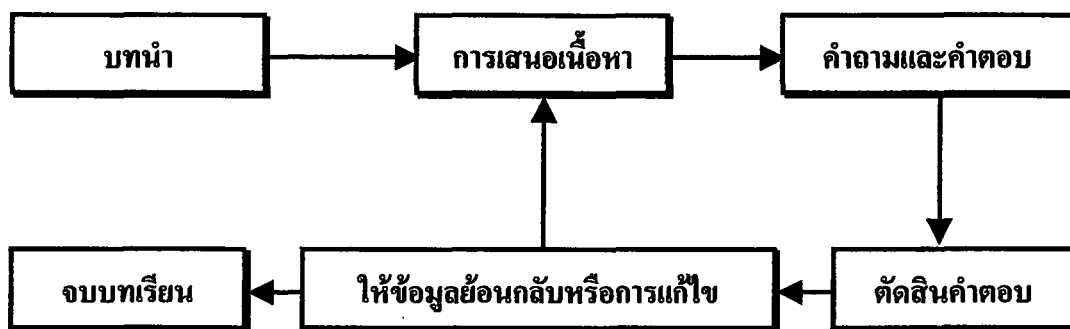 บทนำ
การเสนอเนื้อหา
คำถามและคำตอบ
จบบทเรียน
ให้ข้อมูลย้อนกลับหรือการแก้ไข
ตัดสินคำตอบ